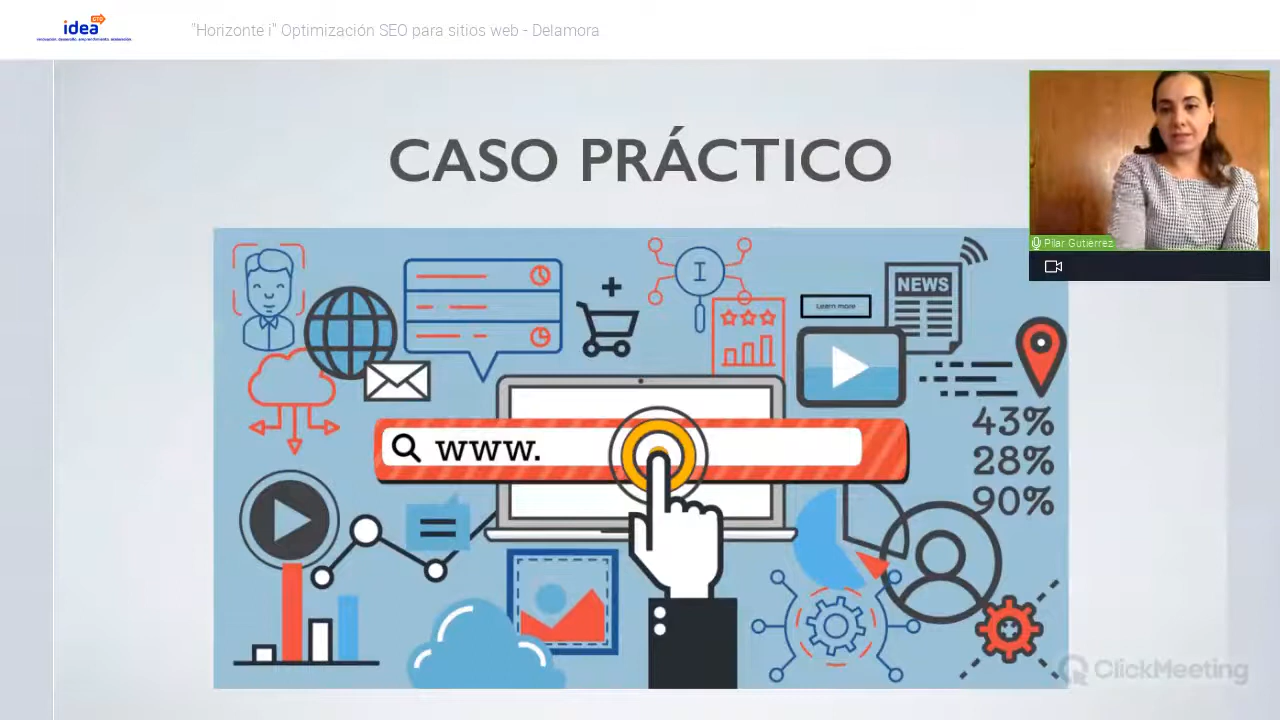 idea
GTO
"Horizonte i" Optimización SEO para sitios web - Delamora
CASO PRÁCTICO
Pilar Gutiérrez
NEWS
Learn more
www.
43%
28%
90%
ClickMeeting